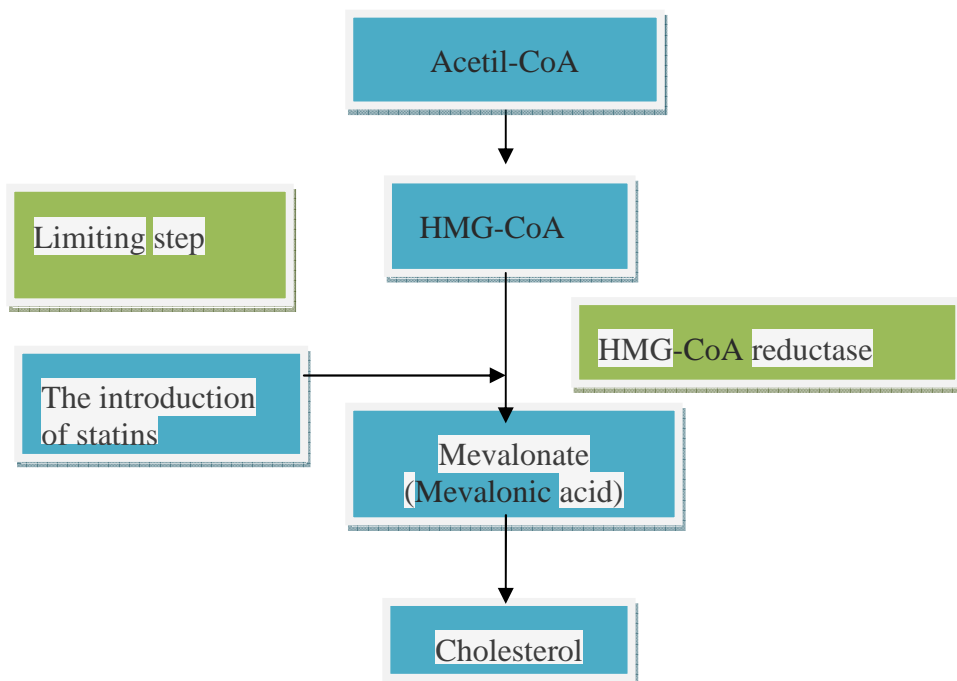 Acetil-CoA
HMG-CoA
Limiting step
HMG-CoA reductase
The introduction
of statins
Mevalonate
(Mevalonic acid)
Cholesterol